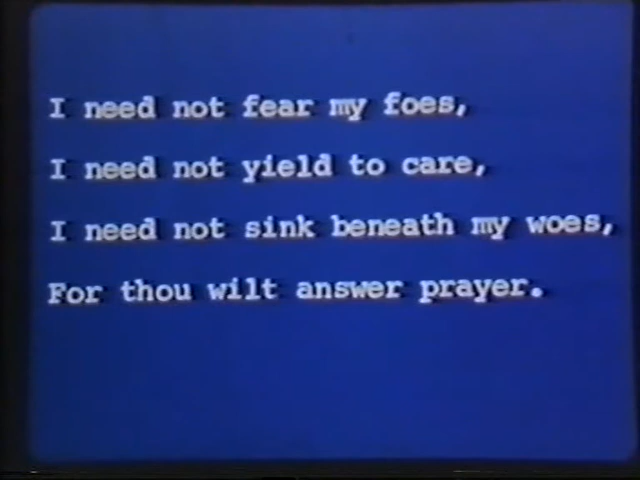 I need not fear my foes,
I need not yield to care,
I need not sink beneath my woes,
For thou wilt answer prayer.